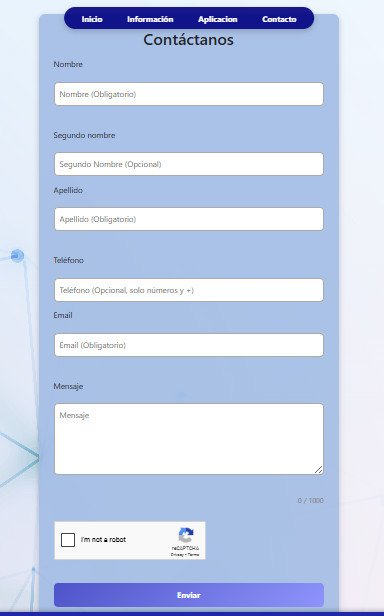 Inicio Información Aplicacion Contacto
Contáctanos
Nombre
Nombre (Obligatorio)
Segundo nombre
Segundo Nombre (Opcional)
Apellido
Apellido (Obligatorio)
Teléfono
Teléfono (Opcional, solo números y +)
Email
Email (Obligatorio)
Mensaje
Mensaje
0 / 1000
I'm not a robot
reCAPTCHA
Privacy - Terms
Enviar